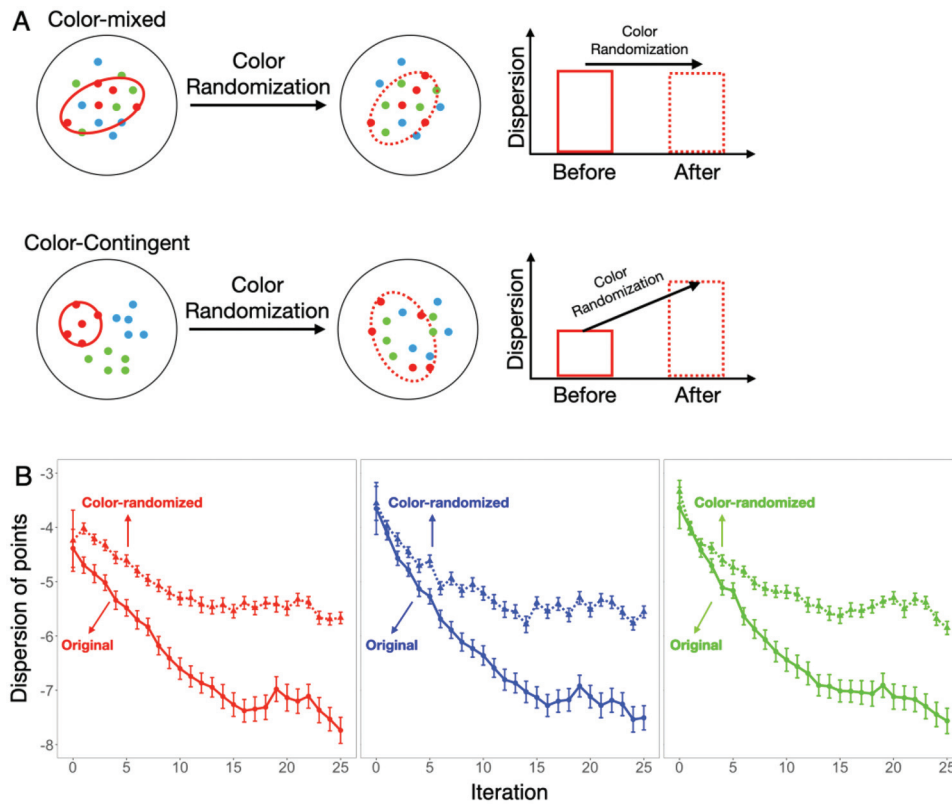 A
Color-mixed
Color
Randomization
Dispersion
Color
Randomization
Before
After
Color-Contingent
Color
Randomization
Dispersion
Color
Randomization
Before
After
B
Dispersion of points
-3
-4
-5
-6
-7
-8
Color-randomized
Original
0
5
10
15
20
25
Color-randomized
Original
0
5
10
15
20
25
Color-randomized
Original
0
5
10
15
20
25
Iteration